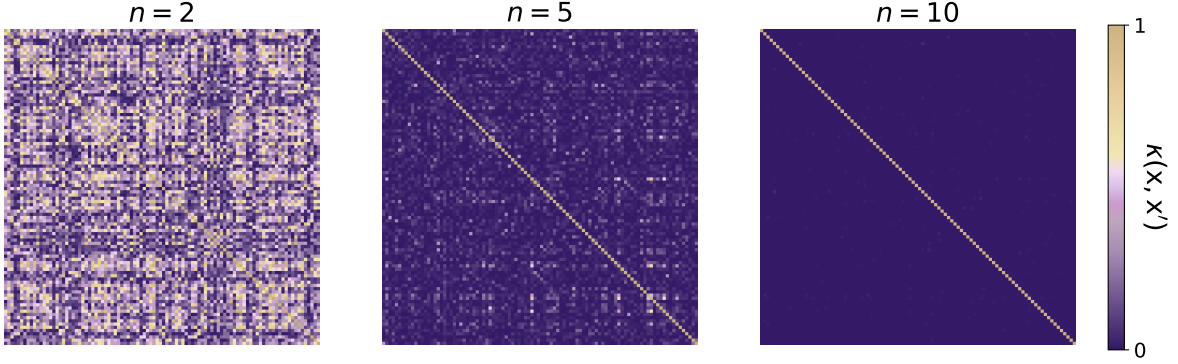 n = 2
n = 5
n = 10
1
κ(x, x′)
0